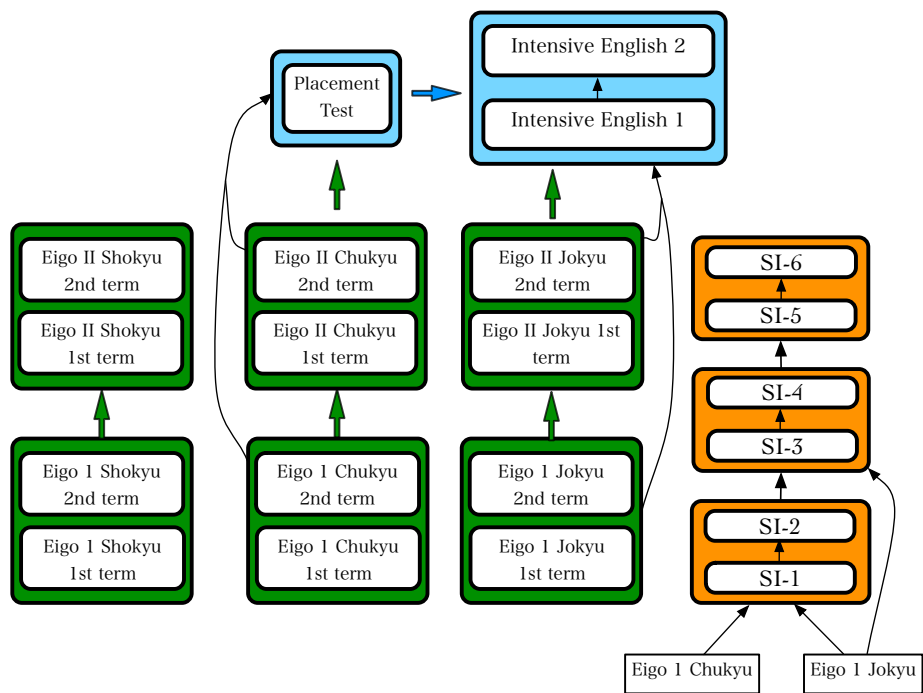 Intensive English 2
Intensive English 1
Placement
Test
Eigo II Shokyu
2nd term
Eigo II Shokyu
1st term
Eigo 1 Shokyu
2nd term
Eigo 1 Shokyu
1st term
Eigo II Chukyu
2nd term
Eigo II Chukyu
1st term
Eigo 1 Chukyu
2nd term
Eigo 1 Chukyu
1st term
Eigo II Jokyu
2nd term
Eigo II Jokyu 1st
term
Eigo 1 Jokyu
2nd term
Eigo 1 Jokyu
1st term
SI-6
SI-5
SI-4
SI-3
SI-2
SI-1
Eigo 1 Chukyu
Eigo 1 Jokyu